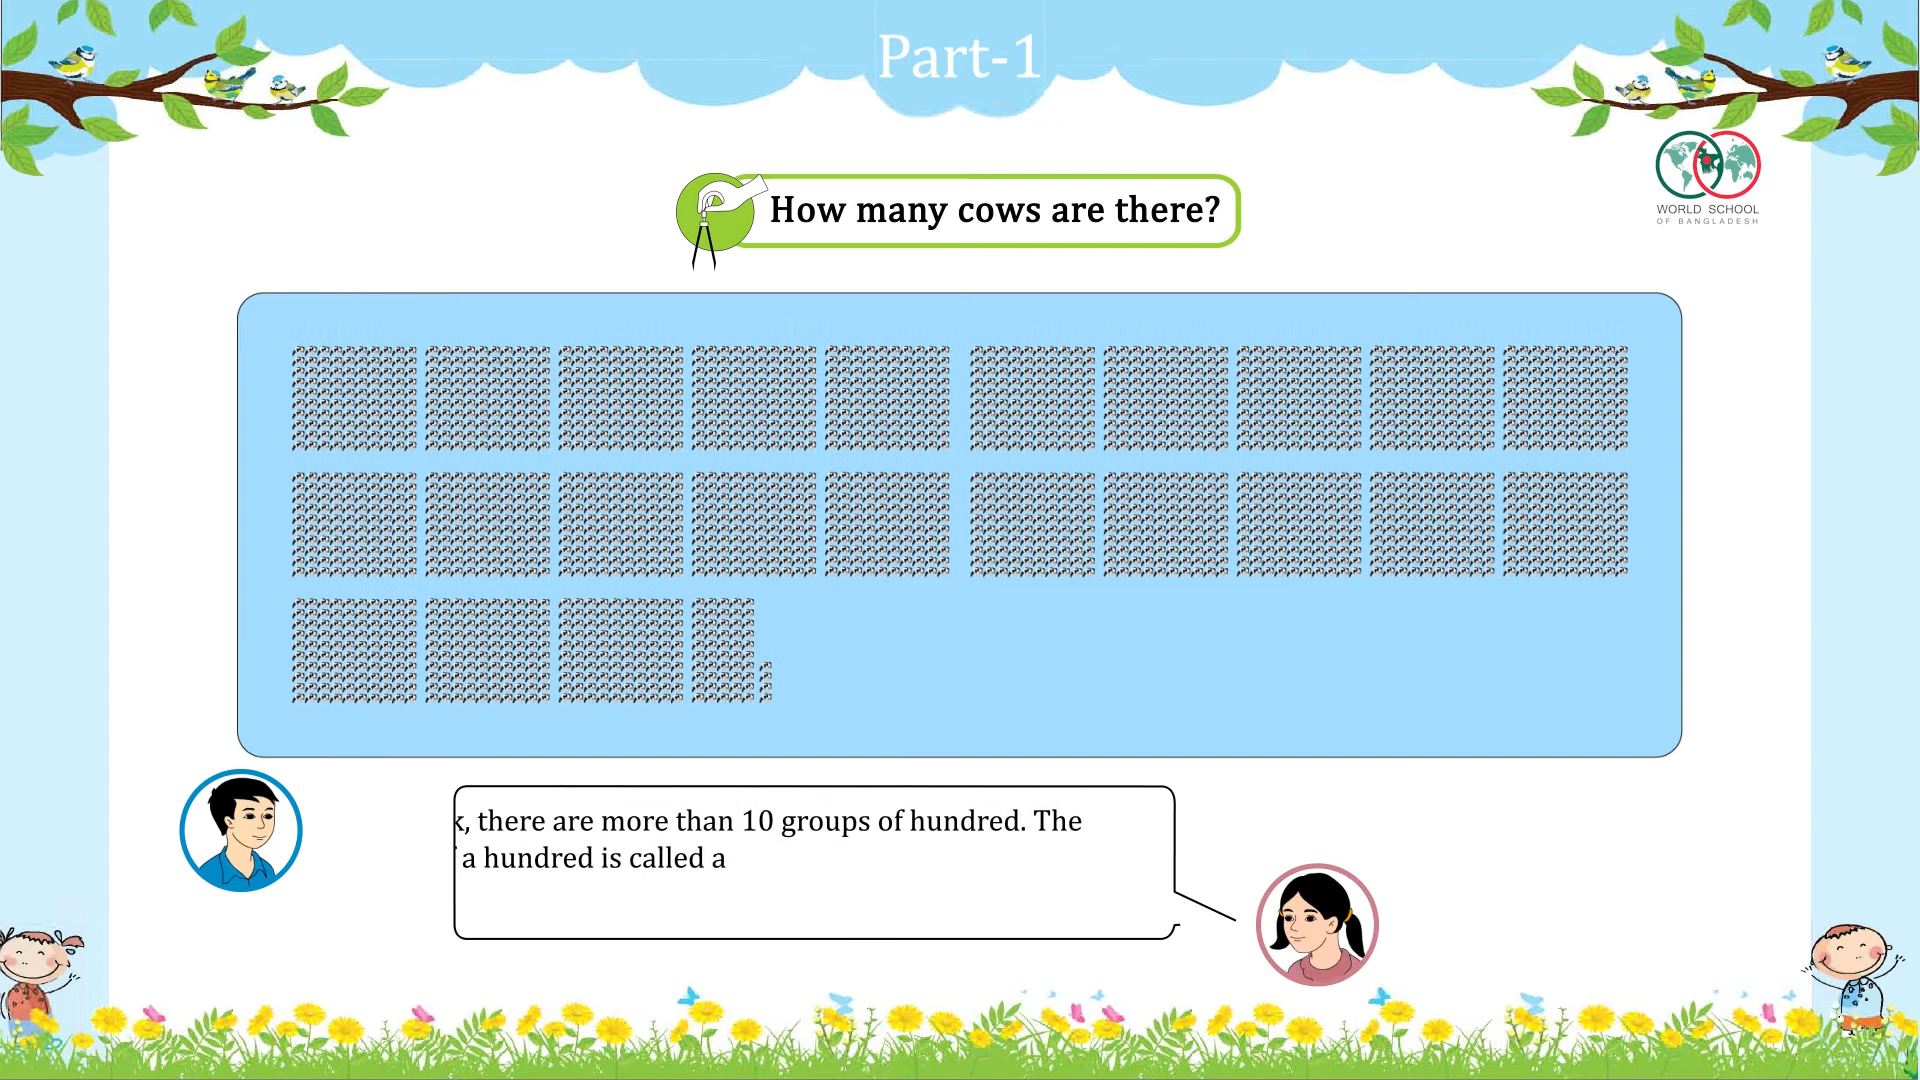 Part-1
How many cows are there?
WORLD SCHOOL
OF BANGLADESH
, there are more than 10 groups of hundred. The
a hundred is called a